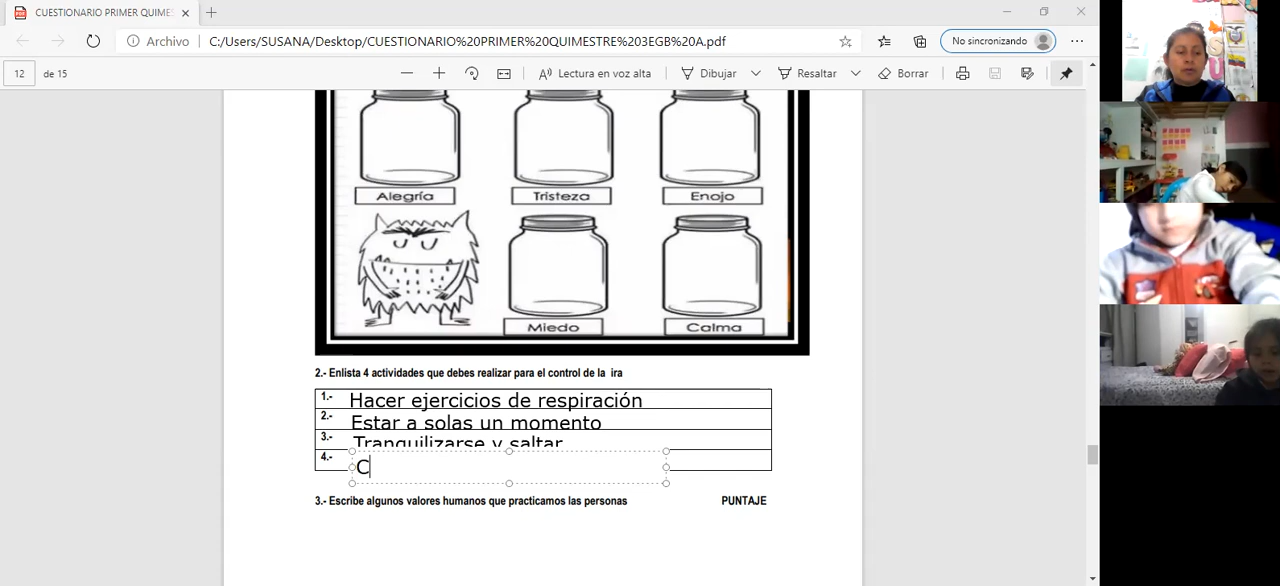 CUESTIONARIO PRIMER QUIMES
Archivo
C:/Users/SUSANA/Desktop/CUESTIONARIO%20PRIMER%20QUIMESTRE%203EGB%20A.pdf
No sincronizando
12 de 15
Lectura en voz alta
Dibujar
Resaltar
Borrar
Alegría
Tristeza
Enojo
Miedo
Calma
2.- Enlista 4 actividades que debes realizar para el control de la ira
1.- Hacer ejercicios de respiración
2.- Estar a solas un momento
3.- Tranquilizarse y saltar
4.- C
3.- Escribe algunos valores humanos que practicamos las personas PUNTAJE